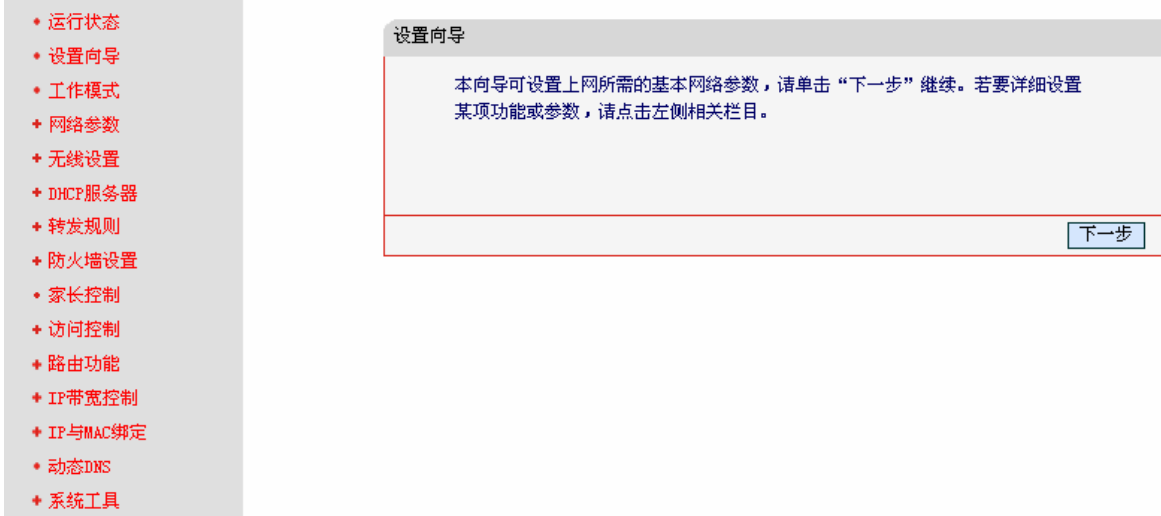 运行状态
设置向导
工作模式
网络参数
无线设置
DHCP服务器
转发规则
防火墙设置
家长控制
访问控制
路由功能
IP带宽控制
IP与MAC绑定
动态DNS
系统工具
设置向导
本向导可设置上网所需的基本网络参数，请单击“下一步”继续。若要详细设置
某项功能或参数，请点击左侧相关栏目。
下一步